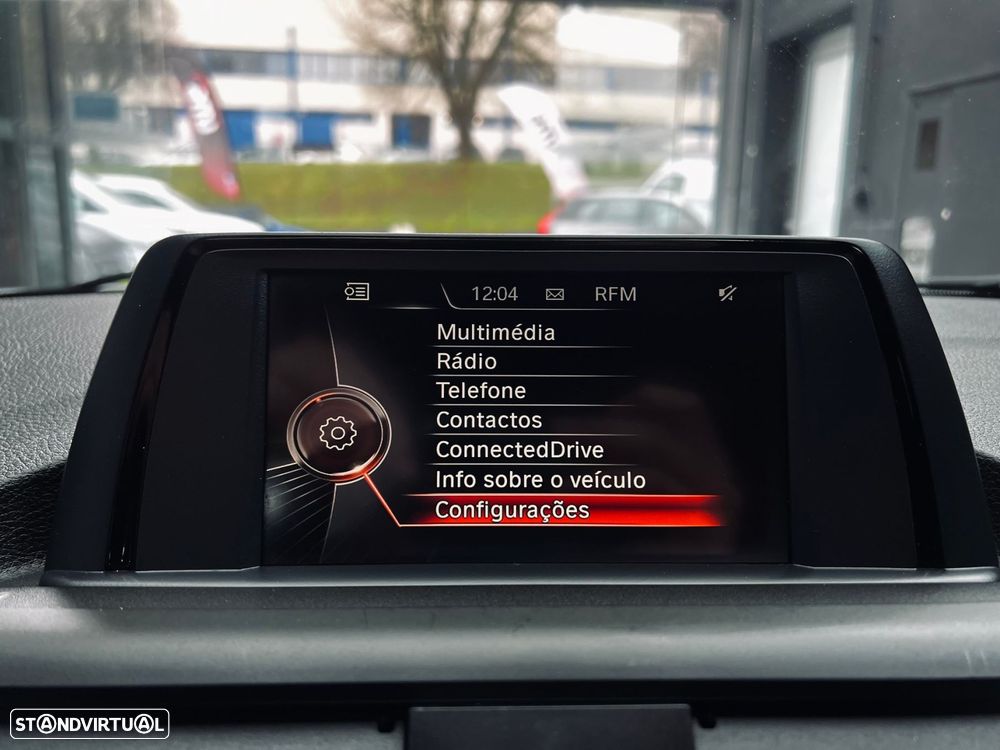 12:04 RFM
Multimédia
Rádio
Telefone
Contactos
ConnectedDrive
Info sobre o veículo
Configurações
STANDVIRTUAL